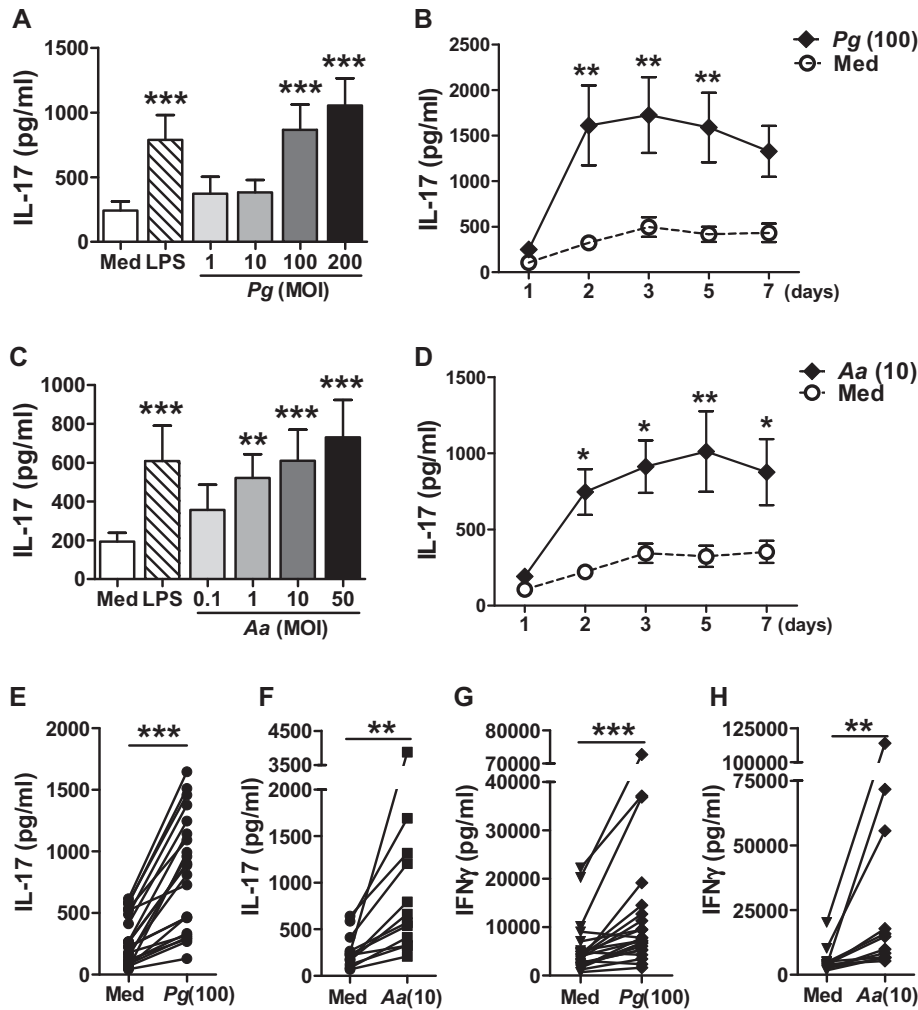 A
IL-17 (pg/ml)
1500
1000
500
0
*** *** ***
Med LPS 1 10 100 200
Pg (MOI)
B
Pg (100)
Med
IL-17 (pg/ml)
2500
2000
1500
1000
500
0
** ** **
1 2 3 5 7 (days)
C
IL-17 (pg/ml)
1000
800
600
400
200
0
*** ** *** ***
Med LPS 0.1 1 10 50
Aa (MOI)
D
Aa (10)
Med
IL-17 (pg/ml)
1500
1000
500
0
* * ** *
1 2 3 5 7 (days)
E
IL-17 (pg/ml)
2000
1500
1000
500
0
***
Med Pg(100)
F
IL-17 (pg/ml)
4500
3500
2000
1500
1000
500
0
**
Med Aa(10)
G
IFNγ (pg/ml)
80000
70000
40000
30000
20000
10000
0
***
Med Pg(100)
H
IFNγ (pg/ml)
125000
100000
75000
50000
25000
0
**
Med Aa(10)